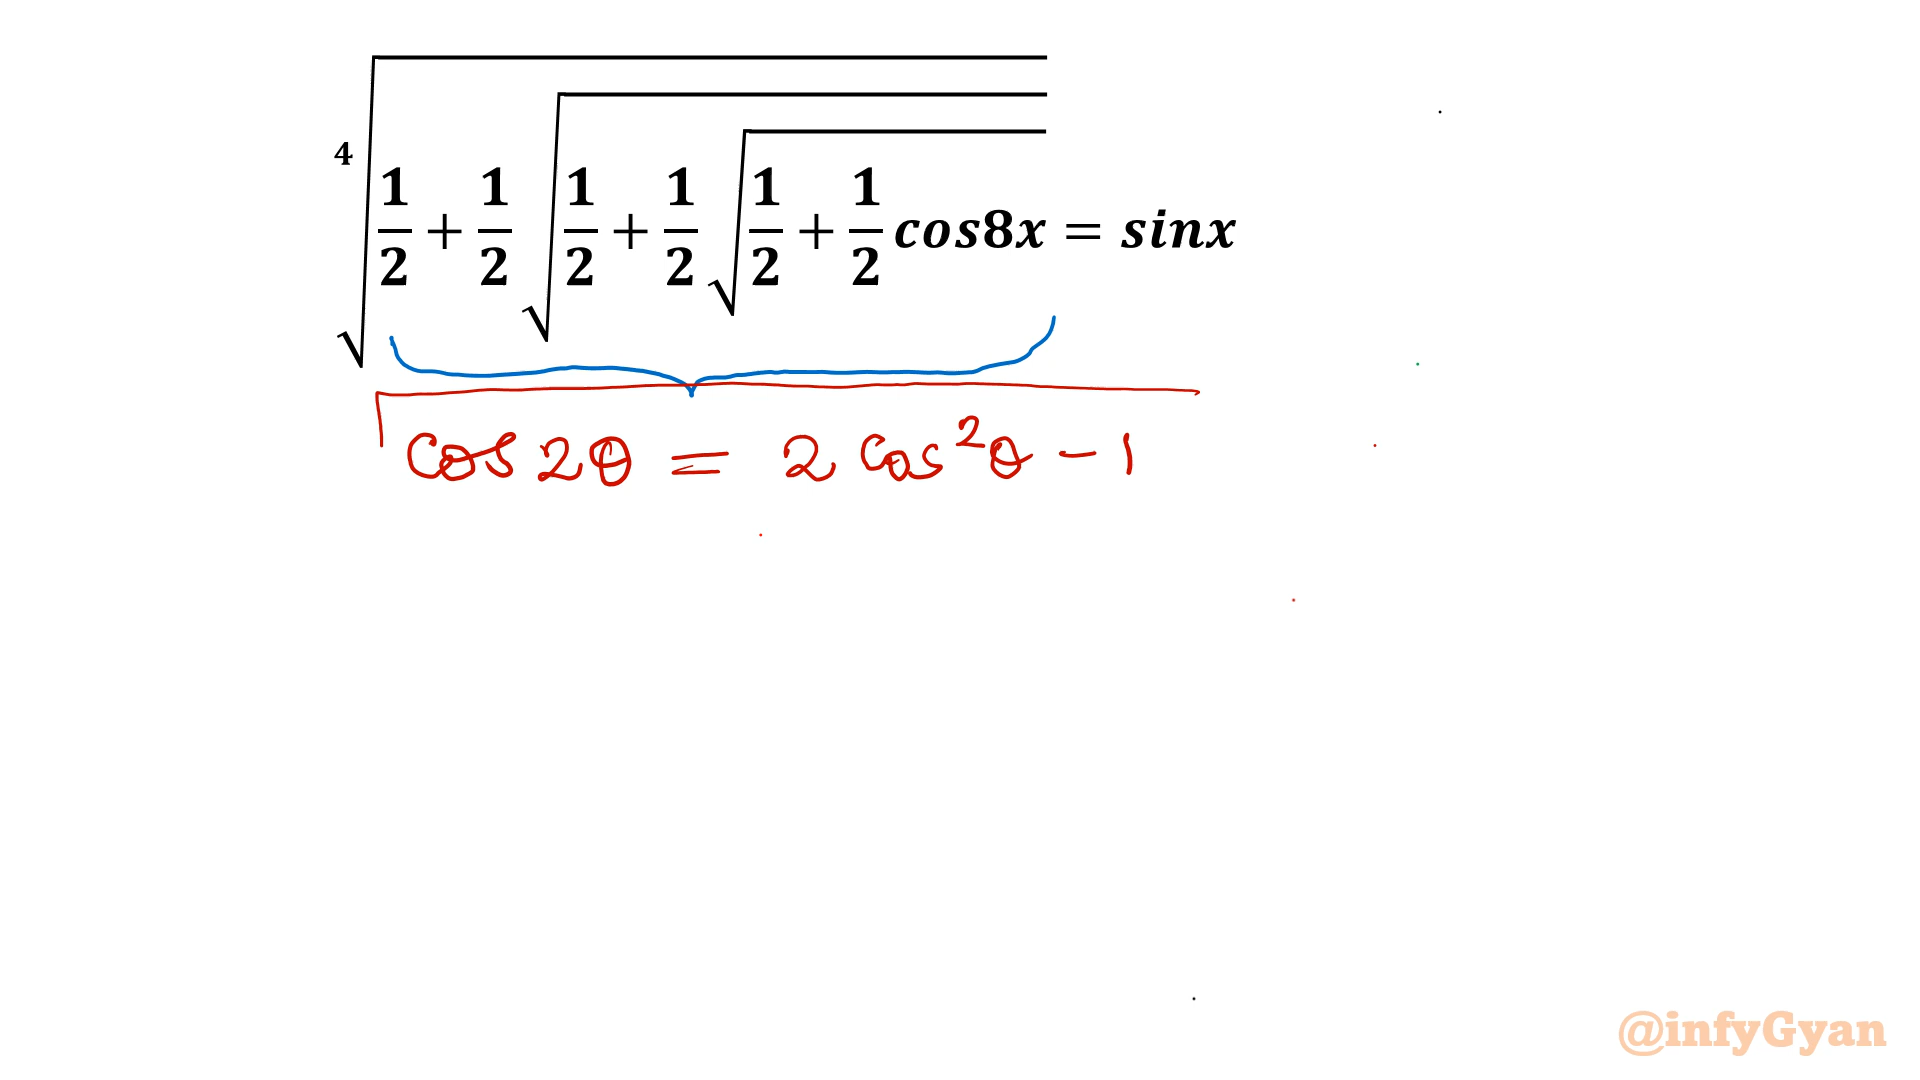 ⁴√(1/2 + 1/2 √(1/2 + 1/2 √(1/2 + 1/2 cos8x))) = sinx
cos 2θ = 2 cos²θ - 1
@infyGyan